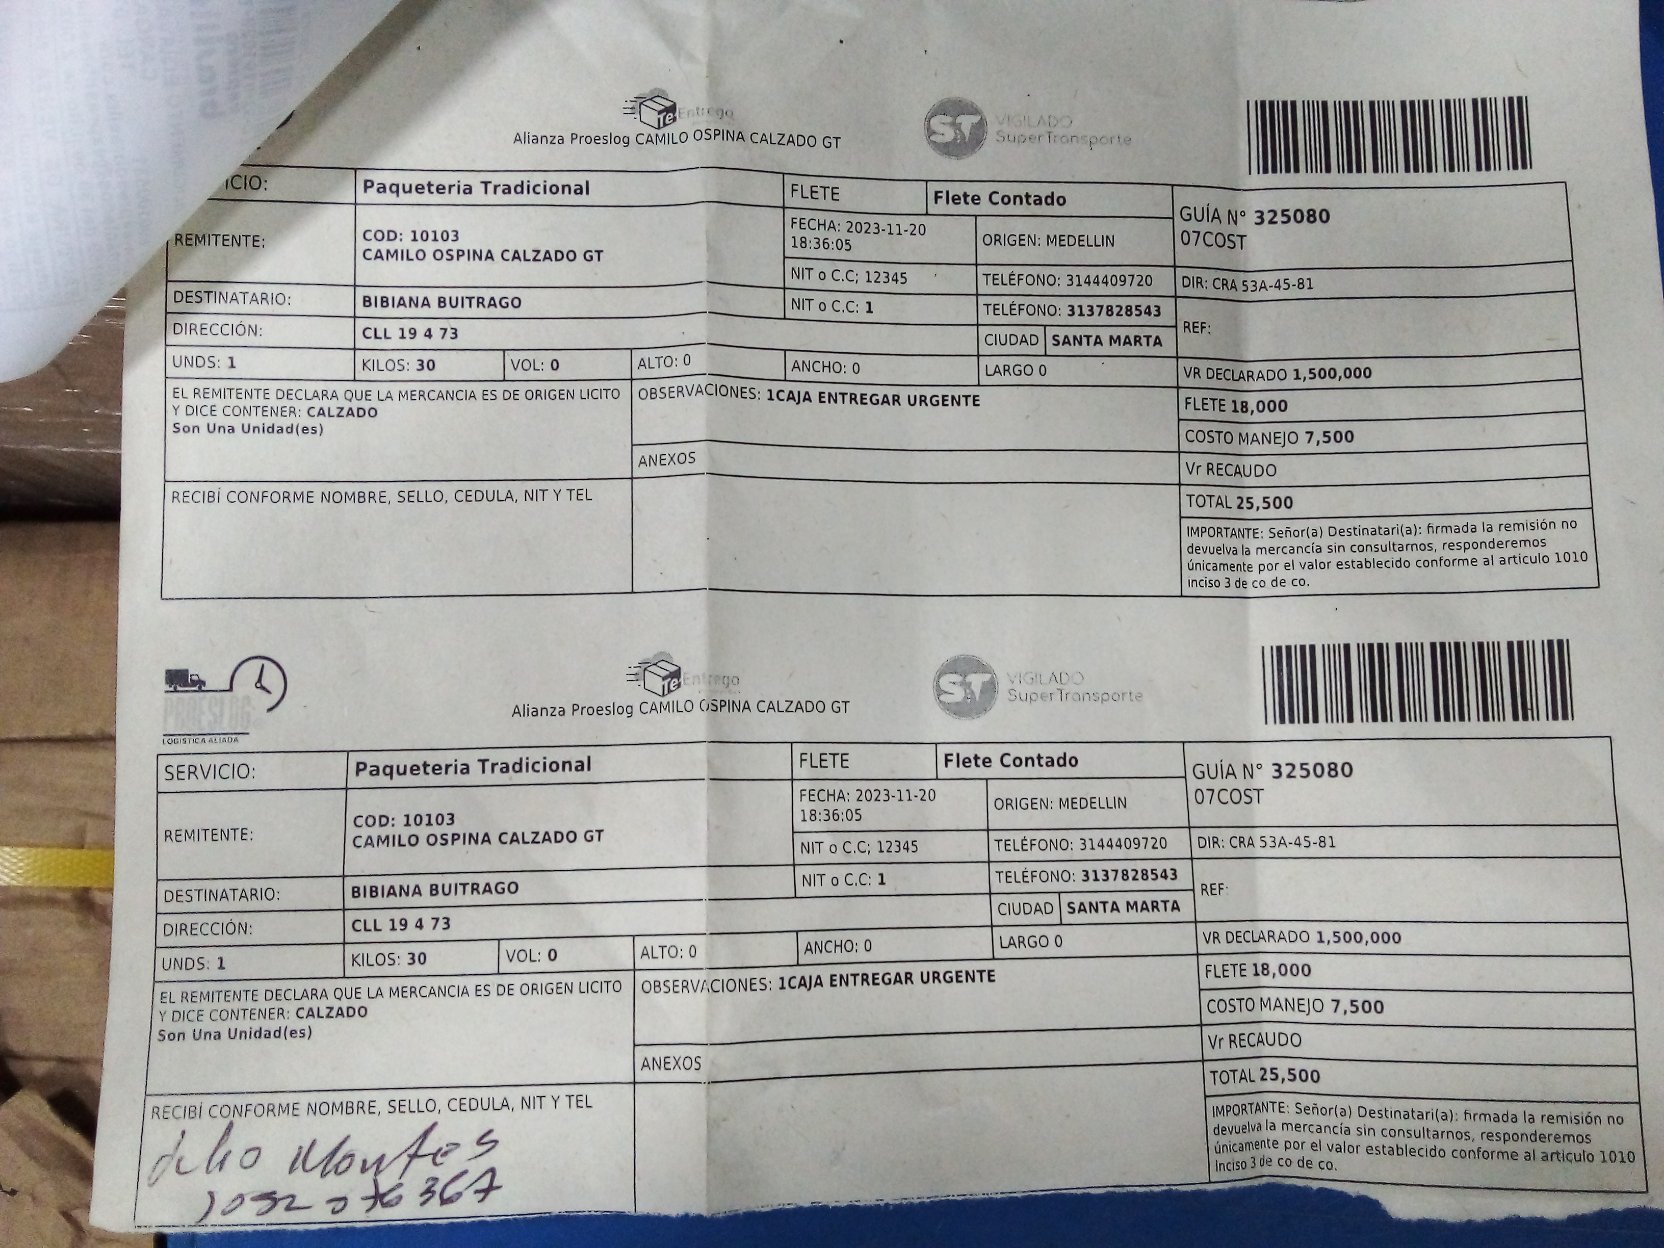 TeEntrego
Alianza Proeslog CAMILO OSPINA CALZADO GT
ST VIGILADO
SuperTransporte
ICIO: Paqueteria Tradicional FLETE Flete Contado
GUÍA N° 325080
07COST
REMITENTE: COD: 10103
CAMILO OSPINA CALZADO GT
FECHA: 2023-11-20
18:36:05
ORIGEN: MEDELLIN
NIT o C.C; 12345 TELÉFONO: 3144409720 DIR: CRA 53A-45-81
DESTINATARIO: BIBIANA BUITRAGO NIT o C.C: 1 TELÉFONO: 3137828543
REF:
DIRECCIÓN: CLL 19 4 73 CIUDAD SANTA MARTA
UNDS: 1 KILOS: 30 VOL: 0 ALTO: 0 ANCHO: 0 LARGO 0 VR DECLARADO 1,500,000
EL REMITENTE DECLARA QUE LA MERCANCIA ES DE ORIGEN LICITO
Y DICE CONTENER: CALZADO
Son Una Unidad(es)
OBSERVACIONES: 1CAJA ENTREGAR URGENTE
FLETE 18,000
COSTO MANEJO 7,500
ANEXOS
Vr RECAUDO
RECIBÍ CONFORME NOMBRE, SELLO, CEDULA, NIT Y TEL
TOTAL 25,500
IMPORTANTE: Señor(a) Destinatari(a): firmada la remisión no
devuelva la mercancía sin consultarnos, responderemos
únicamente por el valor establecido conforme al articulo 1010
inciso 3 de co de co.
PROESLOG
LOGISTICA ALIADA
TeEntrego
Alianza Proeslog CAMILO OSPINA CALZADO GT
ST VIGILADO
SuperTransporte
SERVICIO: Paqueteria Tradicional FLETE Flete Contado
GUÍA N° 325080
07COST
REMITENTE: COD: 10103
CAMILO OSPINA CALZADO GT
FECHA: 2023-11-20
18:36:05
ORIGEN: MEDELLIN
NIT o C.C; 12345 TELÉFONO: 3144409720 DIR: CRA 53A-45-81
DESTINATARIO: BIBIANA BUITRAGO NIT o C.C: 1 TELÉFONO: 3137828543
REF:
DIRECCIÓN: CLL 19 4 73 CIUDAD SANTA MARTA
UNDS: 1 KILOS: 30 VOL: 0 ALTO: 0 ANCHO: 0 LARGO 0 VR DECLARADO 1,500,000
EL REMITENTE DECLARA QUE LA MERCANCIA ES DE ORIGEN LICITO
Y DICE CONTENER: CALZADO
Son Una Unidad(es)
OBSERVACIONES: 1CAJA ENTREGAR URGENTE
FLETE 18,000
COSTO MANEJO 7,500
ANEXOS
Vr RECAUDO
TOTAL 25,500
RECIBÍ CONFORME NOMBRE, SELLO, CEDULA, NIT Y TEL
Montes
IMPORTANTE: Señor(a) Destinatari(a): firmada la remisión no
devuelva la mercancía sin consultarnos, responderemos
únicamente por el valor establecido conforme al articulo 1010
inciso 3 de co de co.